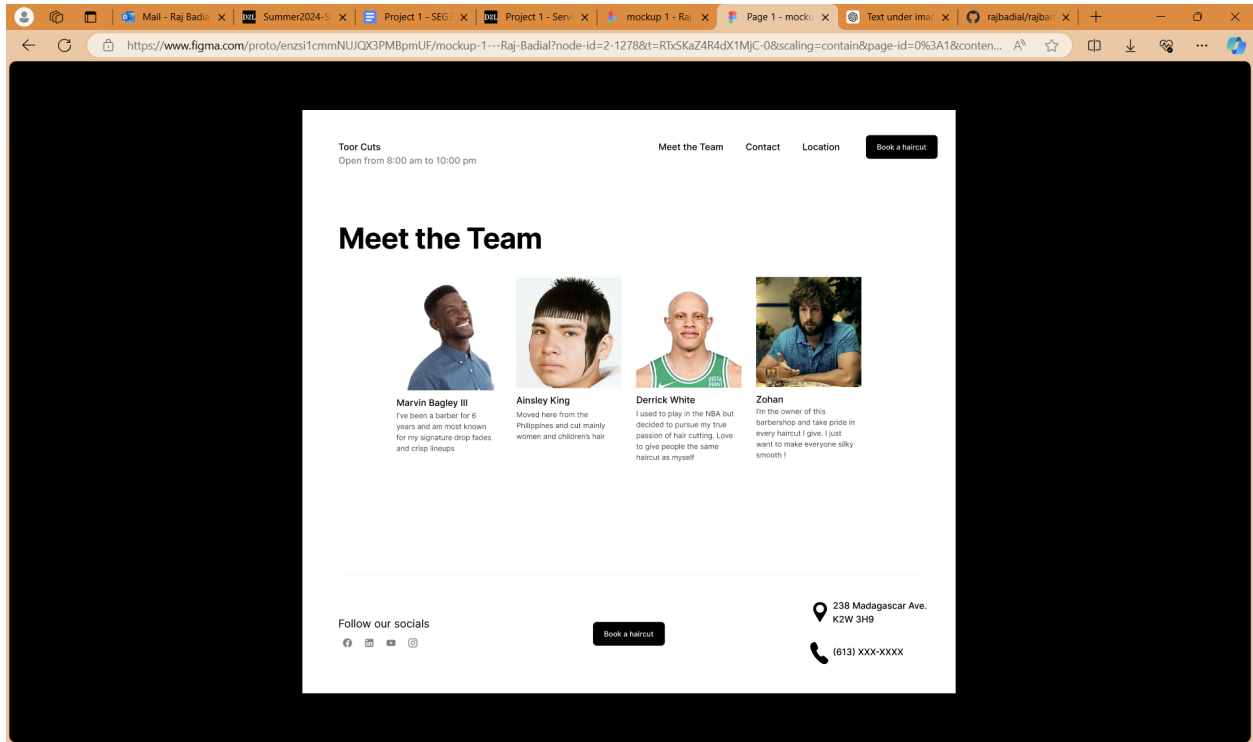 Mail - Raj Badia
Summer2024-S
Project 1 - SEG3
Project 1 - Servi
mockup 1 - Raj
Page 1 - mocku
Text under imag
rajbadial/rajbad
https://www.figma.com/proto/enzsi1cmmNUJQX3PMBpmUF/mockup-1---Raj-Badial?node-id=2-1278&t=RTxSKaZ4R4dX1MjC-0&scaling=contain&page-id=0%3A1&conten...
Toor Cuts
Open from 8:00 am to 10:00 pm
Meet the Team
Contact
Location
Book a haircut
Meet the Team
VISTA
PRINT
Marvin Bagley III
I've been a barber for 6
years and am most known
for my signature drop fades
and crisp lineups
Ainsley King
Moved here from the
Philippines and cut mainly
women and children's hair
Derrick White
I used to play in the NBA but
decided to pursue my true
passion of hair cutting. Love
to give people the same
haircut as myself
Zohan
I'm the owner of this
barbershop and take pride in
every haircut I give. I just
want to make everyone silky
smooth !
Follow our socials
Book a haircut
238 Madagascar Ave.
K2W 3H9
(613) XXX-XXXX